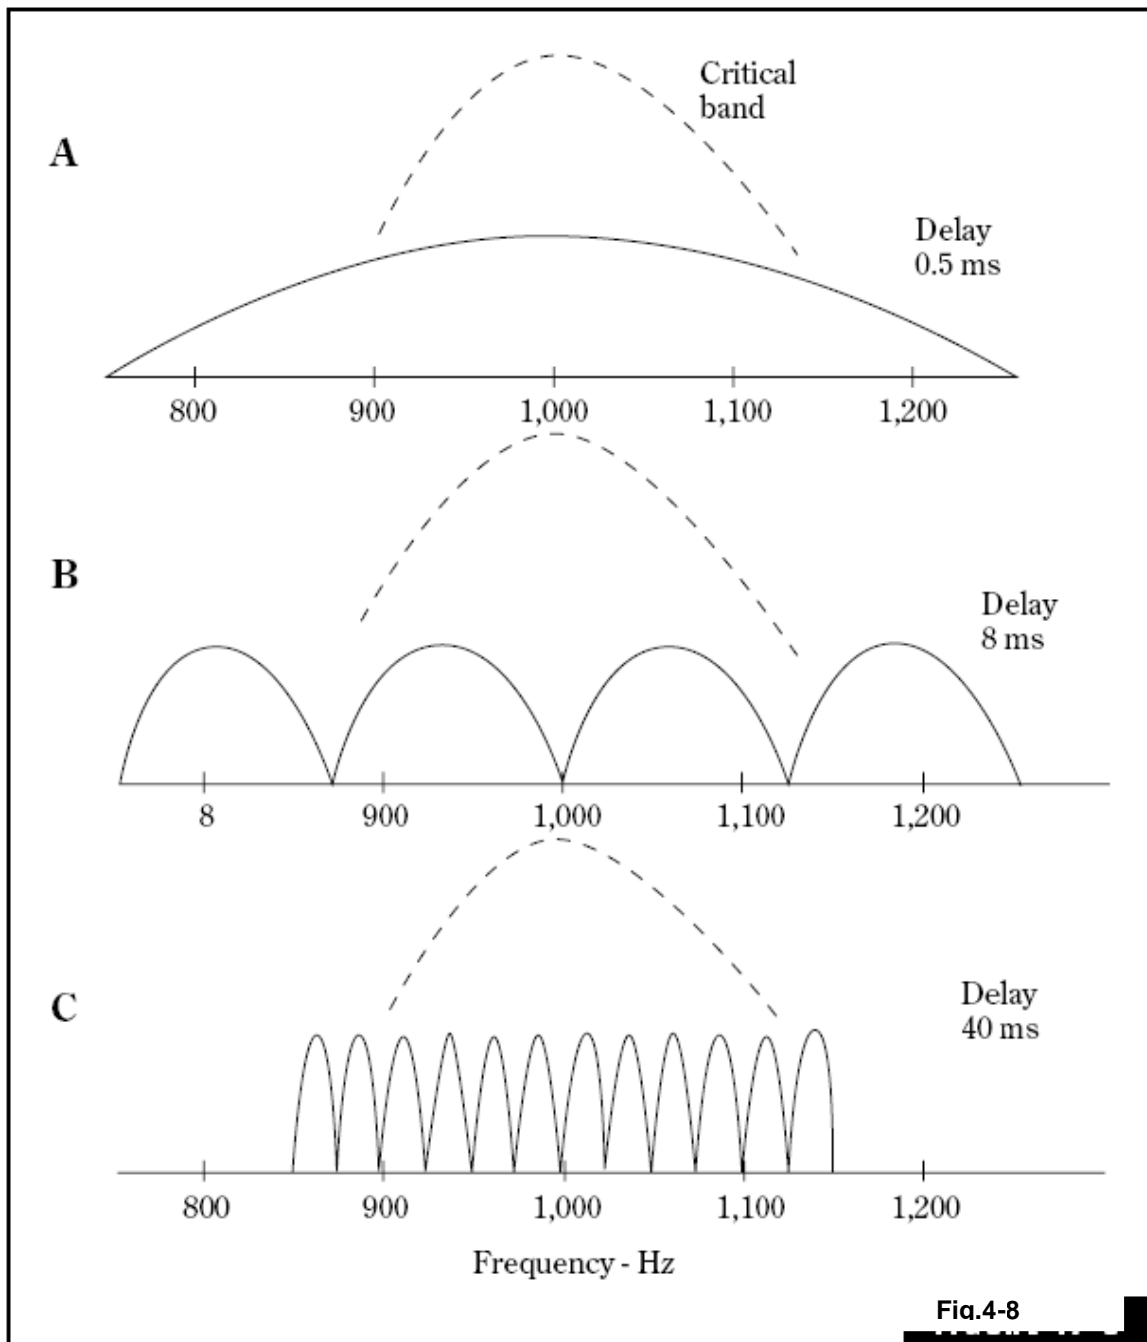 Critical
band
A
Delay
0.5 ms
800 900 1,000 1,100 1,200
B
Delay
8 ms
8 900 1,000 1,100 1,200
C
Delay
40 ms
800 900 1,000 1,100 1,200
Frequency - Hz
Fig.4-8